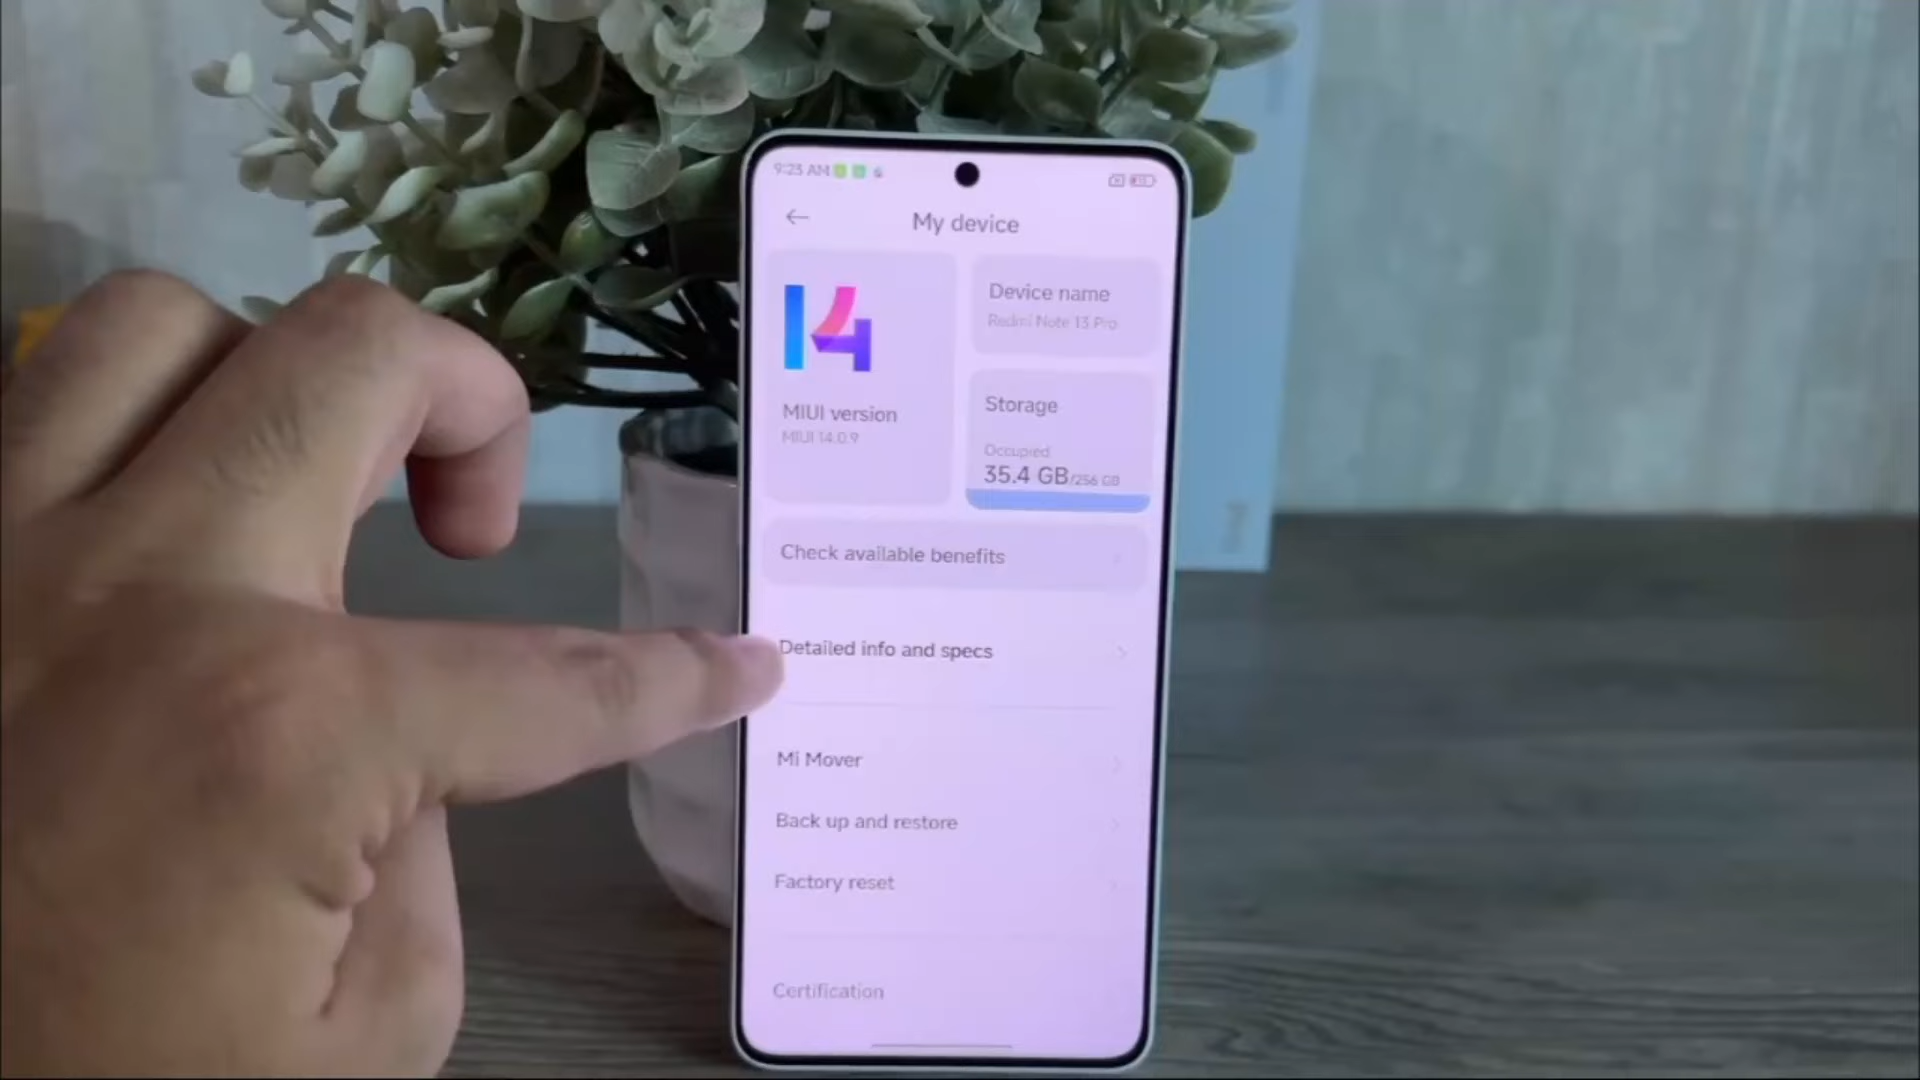 9:23 AM
My device
14
MIUI version
MIUI 14.0.9
Device name
Redmi Note 13 Pro
Storage
Occupied
35.4 GB/256 GB
Check available benefits
Detailed info and specs
Mi Mover
Back up and restore
Factory reset
Certification